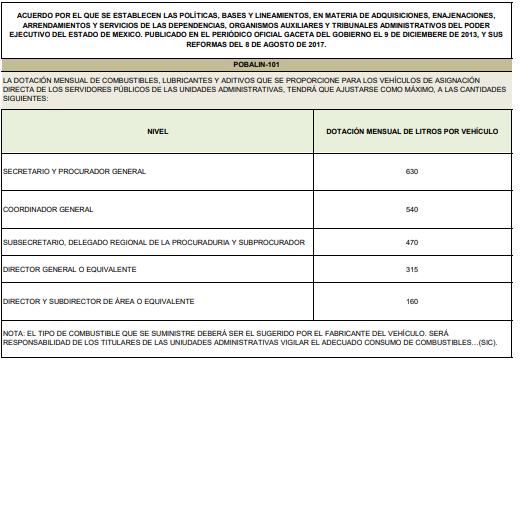 ACUERDO POR EL QUE SE ESTABLECEN LAS POLÍTICAS, BASES Y LINEAMIENTOS, EN MATERIA DE ADQUISICIONES, ENAJENACIONES,
ARRENDAMIENTOS Y SERVICIOS DE LAS DEPENDENCIAS, ORGANISMOS AUXILIARES Y TRIBUNALES ADMINISTRATIVOS DEL PODER
EJECUTIVO DEL ESTADO DE MEXICO. PUBLICADO EN EL PERIÓDICO OFICIAL GACETA DEL GOBIERNO EL 9 DE DICIEMBERE DE 2013, Y SUS
REFORMAS DEL 8 DE AGOSTO DE 2017.
POBALIN-101
LA DOTACIÓN MENSUAL DE COMBUSTIBLES, LUBRICANTES Y ADITIVOS QUE SE PROPORCIONE PARA LOS VEHÍCULOS DE ASIGNACIÓN
DIRECTA DE LOS SERVIDORES PÚBLICOS DE LAS UNIDADES ADMINISTRATIVAS, TENDRÁ QUE AJUSTARSE COMO MÁXIMO, A LAS CANTIDADES
SIGUIENTES:
NIVEL DOTACIÓN MENSUAL DE LITROS POR VEHÍCULO
SECRETARIO Y PROCURADOR GENERAL 630
COORDINADOR GENERAL 540
SUBSECRETARIO, DELEGADO REGIONAL DE LA PROCURADURIA Y SUBPROCURADOR 470
DIRECTOR GENERAL O EQUIVALENTE 315
DIRECTOR Y SUBDIRECTOR DE ÁREA O EQUIVALENTE 160
NOTA: EL TIPO DE COMBUSTIBLE QUE SE SUMINISTRE DEBERÁ SER EL SUGERIDO POR EL FABRICANTE DEL VEHÍCULO. SERÁ
RESPONSABILIDAD DE LOS TITULARES DE LAS UNIUDADES ADMINISTRATIVAS VIGILAR EL ADECUADO CONSUMO DE COMBUSTIBLES...(SIC).